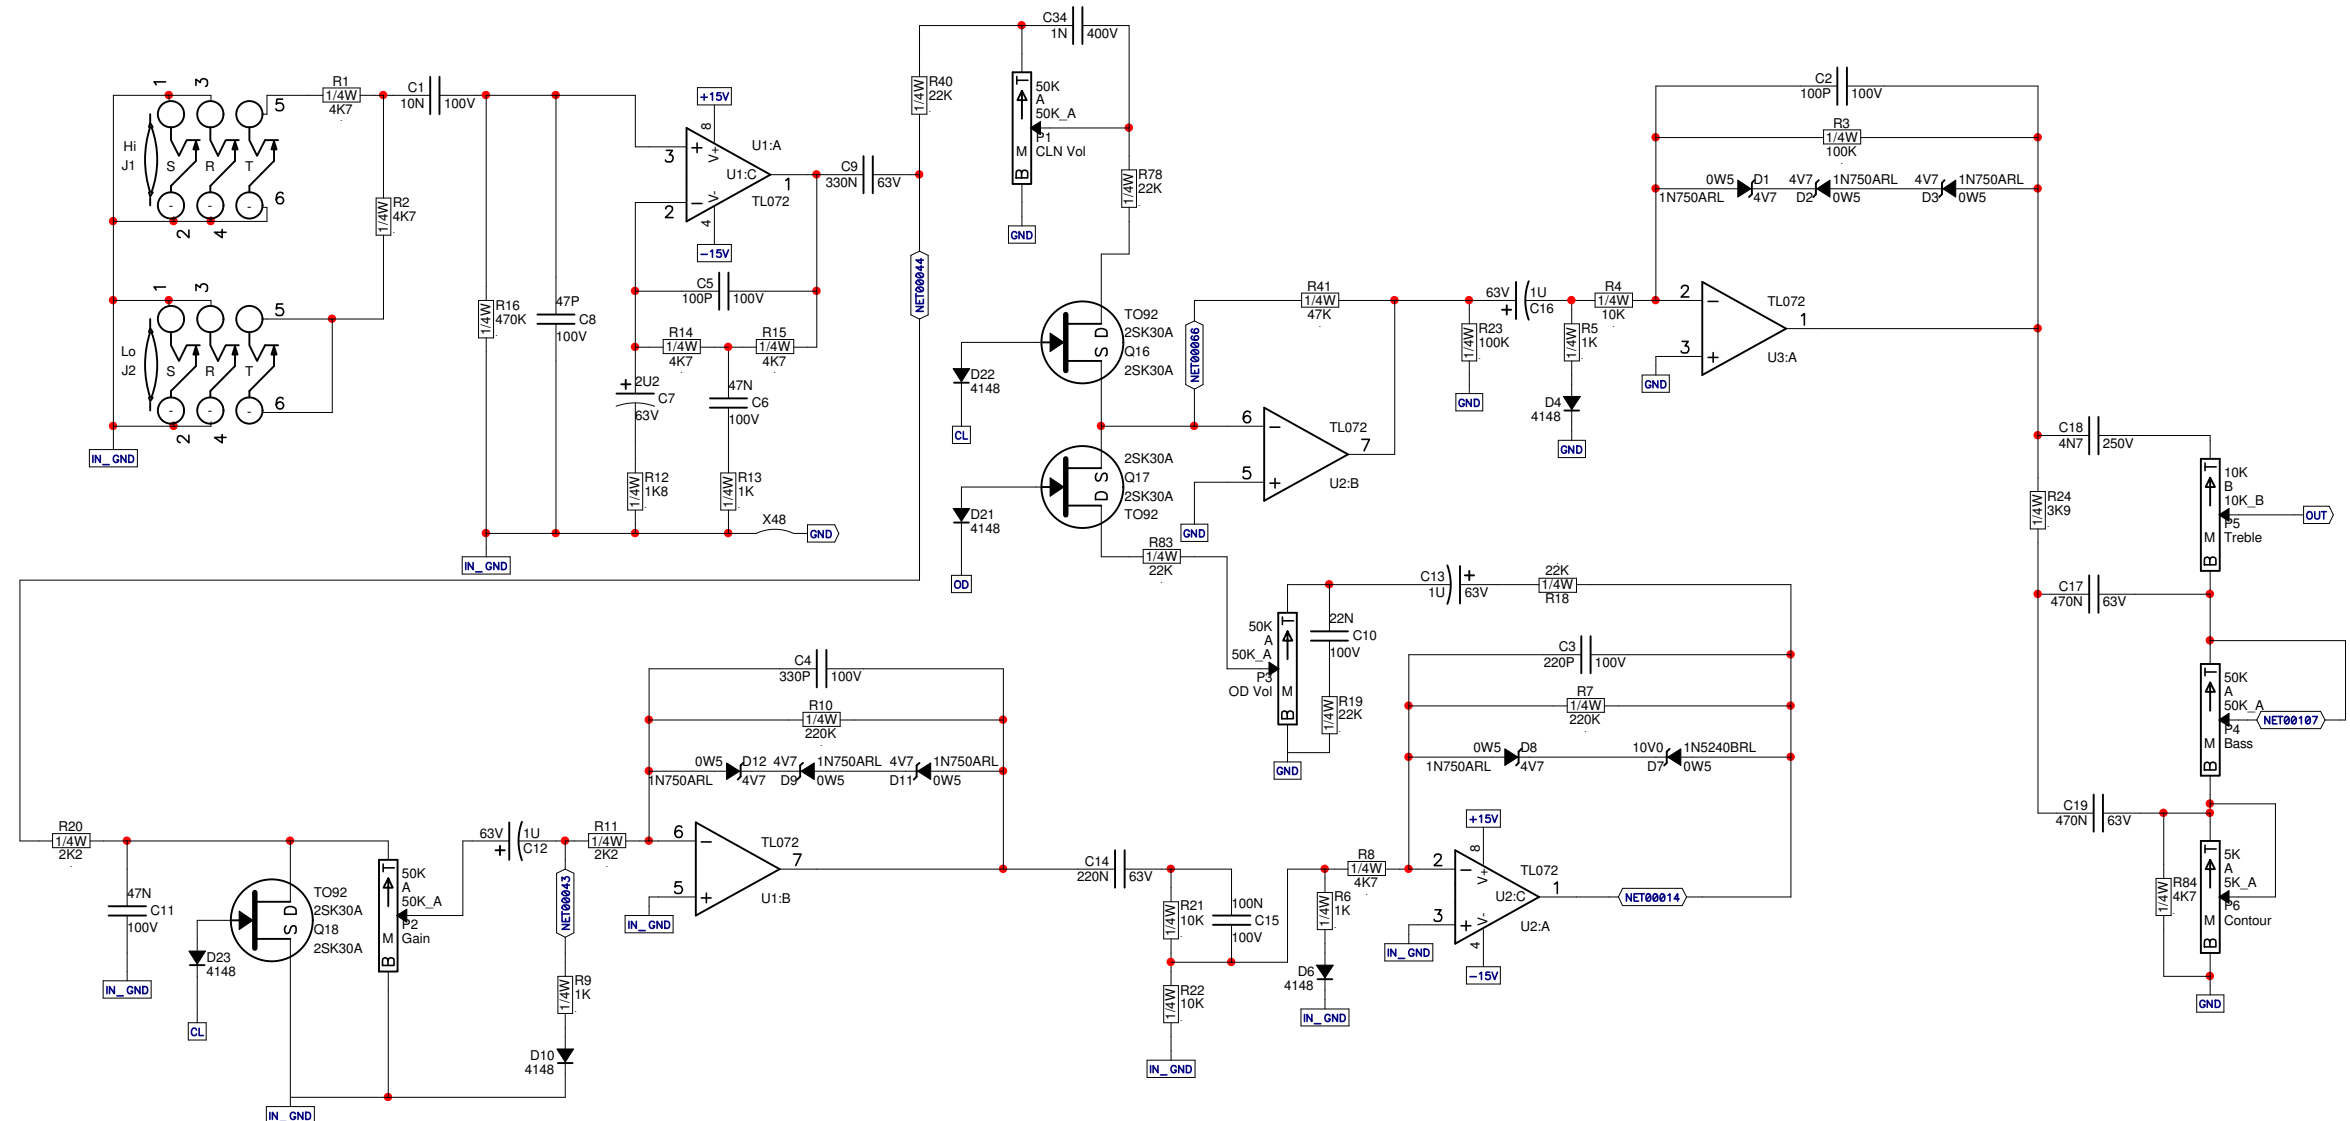 Hi
J1
1
3
5
S
R
T
6
2
4
Lo
J2
1
3
5
S
R
T
6
2
4
IN_GND
R1
1/4W
4K7
R2
1/4W
4K7
C1
10N 100V
R16
1/4W
470K
47P
C8
100V
+15V
8
V+
3
U1:A
U1:C
1
V-
TL072
2
4
-15V
C5
100P 100V
R14
1/4W
4K7
R15
1/4W
4K7
+ 2U2
C7
63V
47N
C6
100V
R12
1/4W
1K8
R13
1/4W
1K
X48
GND
IN_GND
C9
330N 63V
R40
1/4W
22K
NET00044
C34
1N 400V
T
50K
A
50K_A
P1
M CLN Vol
B
GND
R78
1/4W
22K
TO92
2SK30A
Q16
2SK30A
D
S
D22
4148
CL
2SK30A
Q17
2SK30A
TO92
S
D
D21
4148
OD
NET00066
R41
1/4W
47K
6
TL072
7
5
U2:B
GND
R83
1/4W
22K
R23
1/4W
100K
GND
63V 1U
+ C16
R5
1/4W
1K
D4
4148
GND
R4
1/4W
10K
C2
100P 100V
R3
1/4W
100K
0W5 D1
1N750ARL 4V7
4V7 1N750ARL
D2 0W5
4V7 1N750ARL
D3 0W5
2
TL072
1
3
U3:A
GND
C18
4N7 250V
R24
1/4W
3K9
T
10K
B
10K_B
P5
M Treble
B
OUT
C17
470N 63V
T
50K
A
50K_A
P4
M Bass
B
NET00107
C19
470N 63V
R84
1/4W
4K7
T
5K
A
5K_A
P6
M Contour
B
GND
C13 +
1U 63V
22K
1/4W
R18
T
50K
A
50K_A
P3
OD Vol M
B
GND
22N
C10
100V
R19
1/4W
22K
C3
220P 100V
R7
1/4W
220K
0W5 D8
1N750ARL 4V7
10V0 1N5240BRL
D7 0W5
+15V
8
V+
2
TL072
U2:C
1
3
V-
U2:A
4
-15V
IN_GND
NET00014
R20
1/4W
2K2
47N
C11
100V
IN_GND
TO92
2SK30A
Q18
2SK30A
D
S
D23
4148
CL
T
50K
A
50K_A
P2
M Gain
B
IN_GND
63V 1U
+ C12
NET00043
R9
1/4W
1K
D10
4148
R11
1/4W
2K2
C4
330P 100V
R10
1/4W
220K
0W5 D12
1N750ARL 4V7
4V7 1N750ARL
D9 0W5
4V7 1N750ARL
D11 0W5
6
TL072
7
5
U1:B
IN_GND
C14
220N 63V
R21
1/4W
10K
100N
C15
100V
R22
1/4W
10K
IN_GND
R6
1/4W
1K
D6
4148
IN_GND
R8
1/4W
4K7